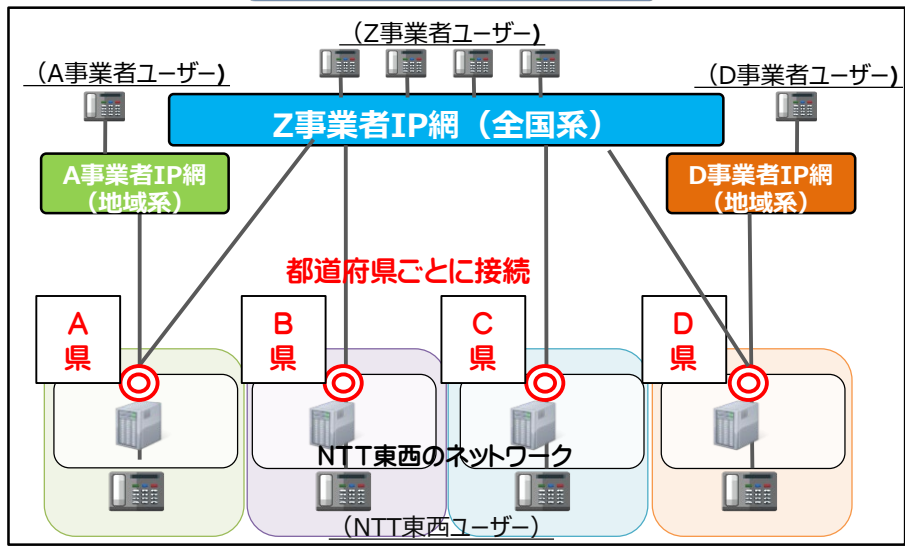 （Z事業者ユーザー)
（A事業者ユーザー)
（D事業者ユーザー)
Z事業者IP網（全国系）
A事業者IP網
（地域系）
D事業者IP網
（地域系）
都道府県ごとに接続
A
県
B
県
C
県
D
県
NTT東西のネットワーク
（NTT東西ユーザー）